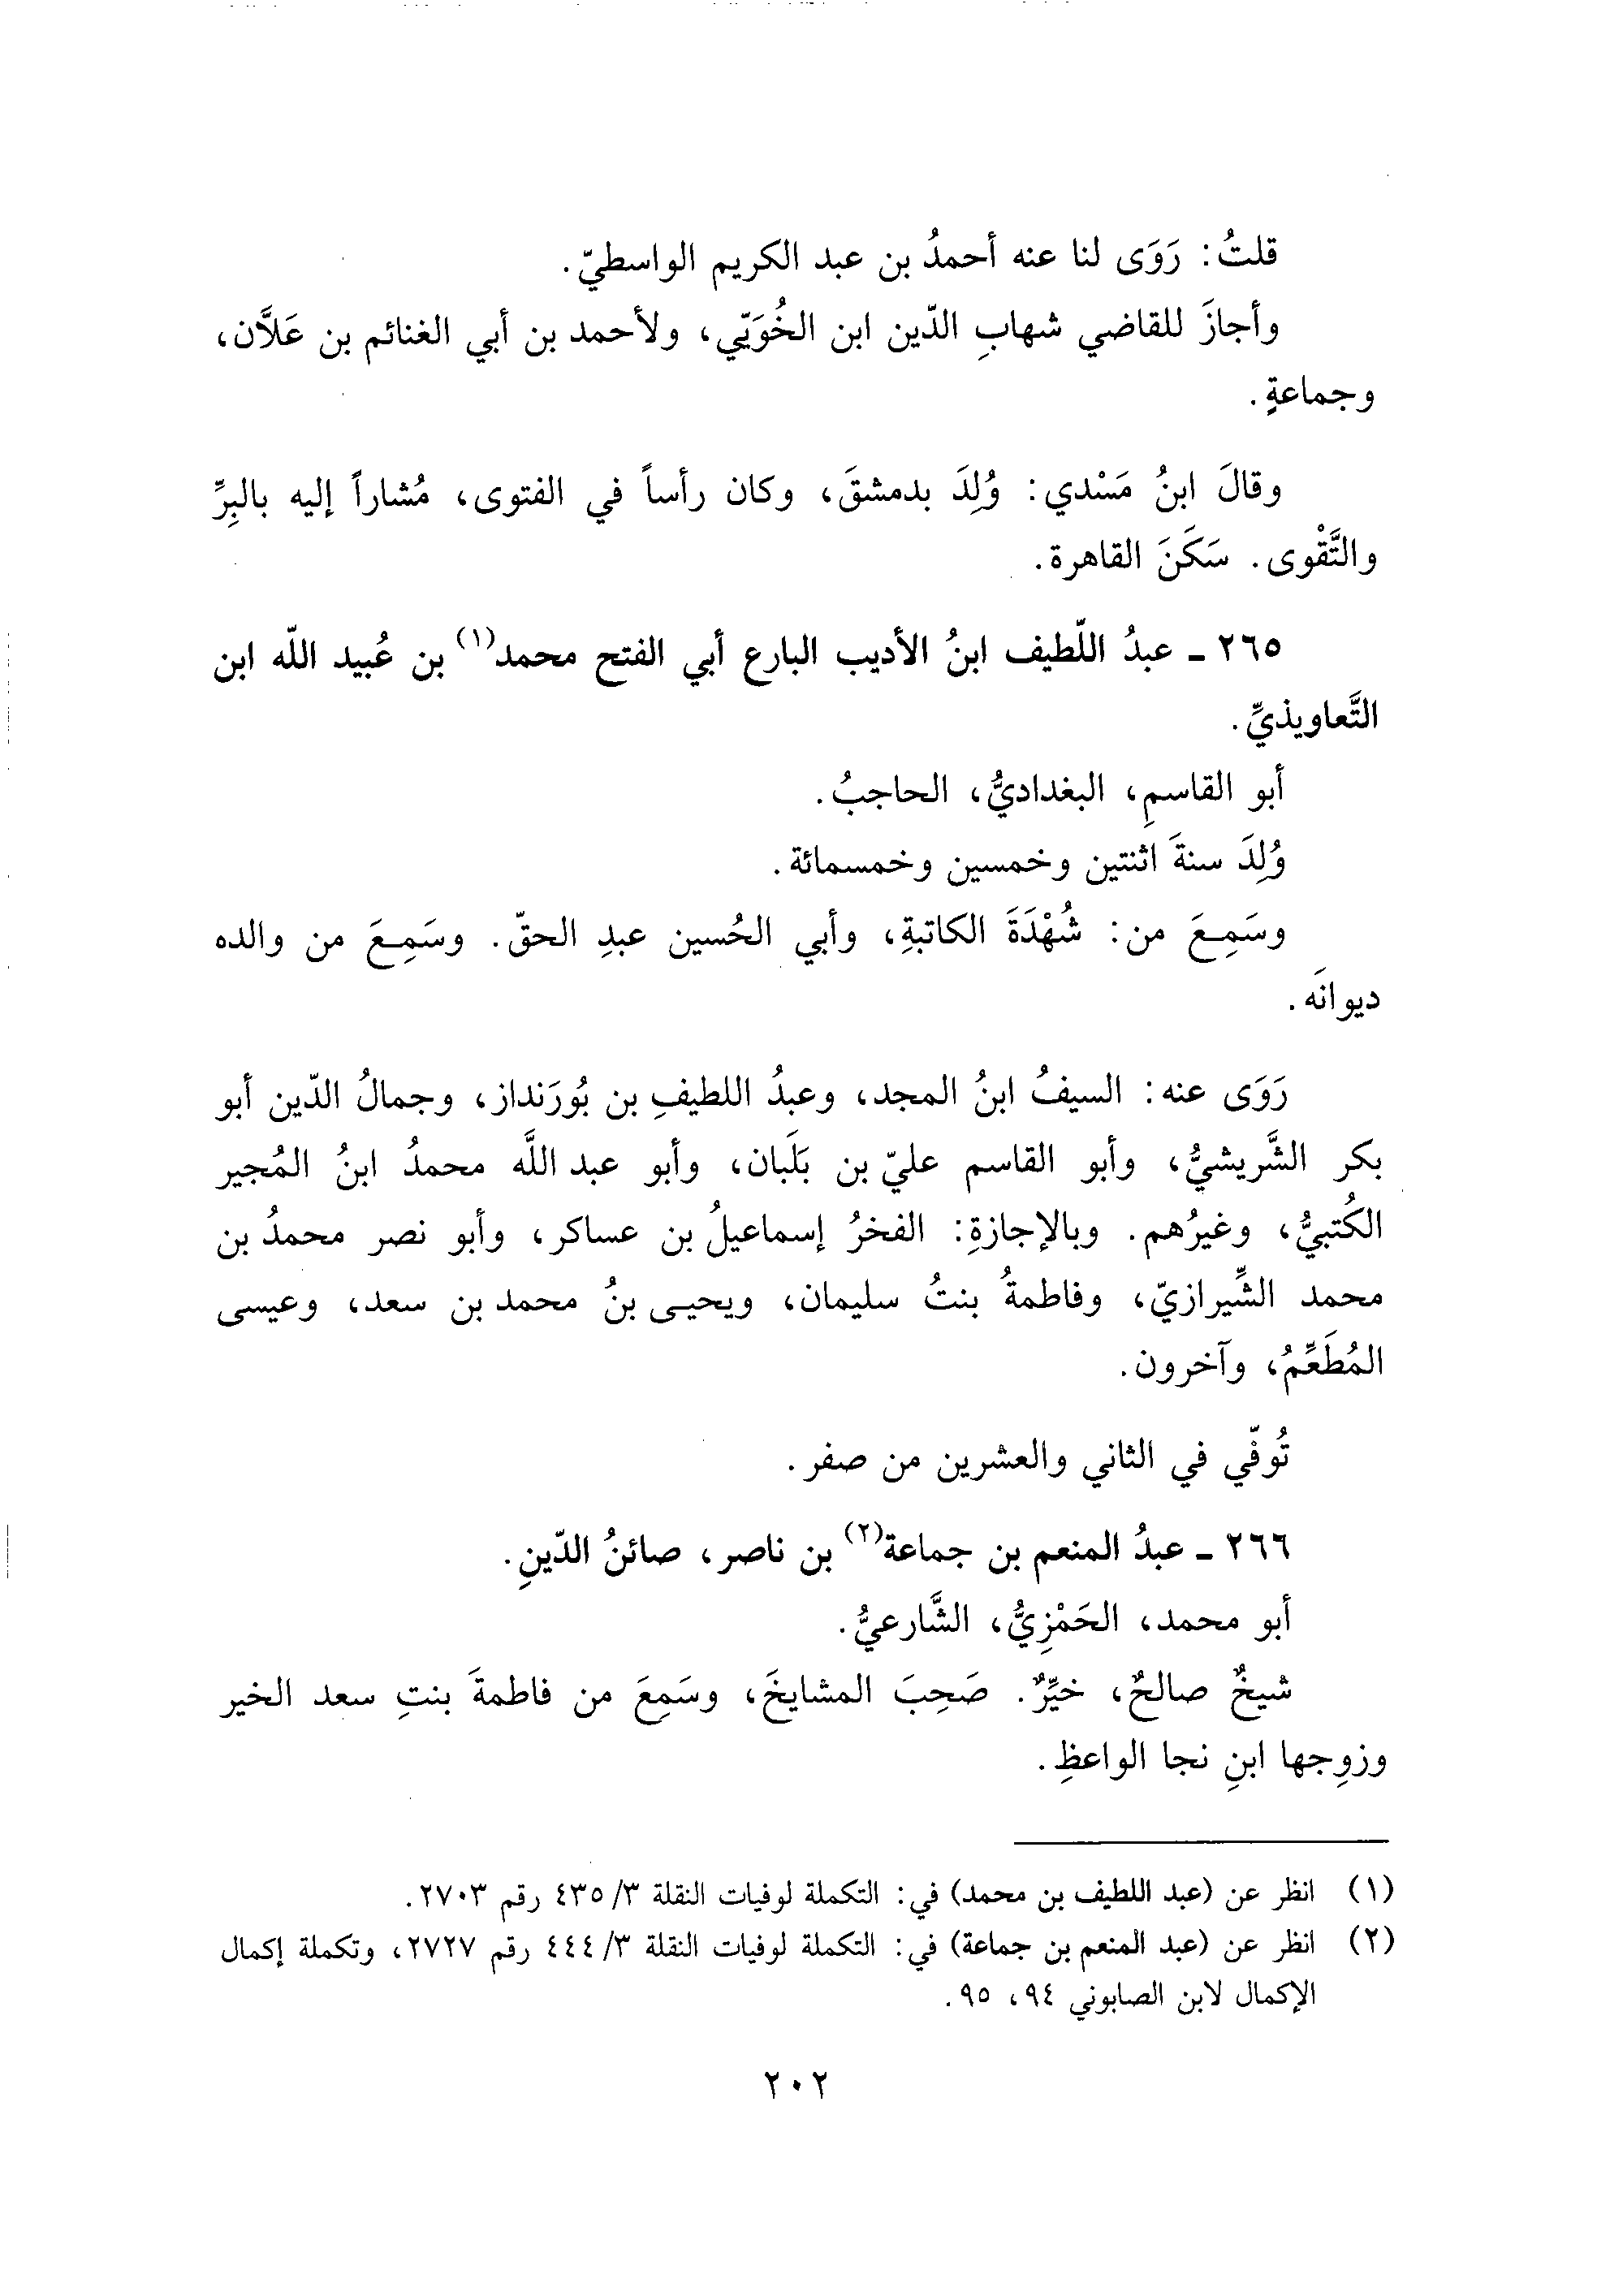 قلتُ: رَوَى لنا عنه أحمدُ بن عبد الكريم الواسطيّ.
وأجازَ للقاضي شهابِ الدّين ابن الخُوَيّي، ولأحمد بن أبي الغنائم بن عَلاَّن،
وجماعةٍ.
وقالَ ابنُ مَسْدي: وُلِدَ بدمشقَ، وكان رأساً في الفتوى، مُشاراً إليه بالبِرِّ
والتَّقْوى. سَكَنَ القاهرة.
٢٦٥ ـ عبدُ اللّطيف ابنُ الأديب البارع أبي الفتح محمد(١) بن عُبيد اللّه ابن
التَّعاويذيِّ.
أبو القاسمِ، البغداديُّ، الحاجبُ.
وُلِدَ سنةَ اثنتين وخمسين وخمسمائة.
وسَمِعَ من: شُهْدَةَ الكاتبةِ، وأبي الحُسين عبدِ الحقّ. وسَمِعَ من والده
ديوانَه.
رَوَى عنه: السيفُ ابنُ المجد، وعبدُ اللطيفِ بن بُورَنداز، وجمالُ الدّين أبو
بكر الشَّريشيُّ، وأبو القاسم عليّ بن بَلَبان، وأبو عبد اللَّه محمدُ ابنُ المُجير
الكُتبيُّ، وغيرُهم. وبالإجازةِ: الفخرُ إسماعيلُ بن عساكر، وأبو نصر محمدُ بن
محمد الشِّيرازيّ، وفاطمةُ بنتُ سليمان، ويحيى بنُ محمد بن سعد، وعيسى
المُطَعِّمُ، وآخرون.
تُوفّي في الثاني والعشرين من صفر.
٢٦٦ ـ عبدُ المنعم بن جماعة(٢) بن ناصر، صائنُ الدّينِ.
أبو محمد، الحَمْزِيُّ، الشَّارعيُّ.
شيخٌ صالحٌ، خيِّرٌ. صَحِبَ المشايخَ، وسَمِعَ من فاطمةَ بنتِ سعد الخير
وزوِجها ابنِ نجا الواعظِ.
(١) انظر عن (عبد اللطيف بن محمد) في: التكملة لوفيات النقلة ٣/ ٤٣٥ رقم ٢٧٠٣.
(٢) انظر عن (عبد المنعم بن جماعة) في: التكملة لوفيات النقلة ٣/ ٤٤٤ رقم ٢٧٢٧، وتكملة إكمال
الإكمال لابن الصابوني ٩٤، ٩٥.
٢٠٢